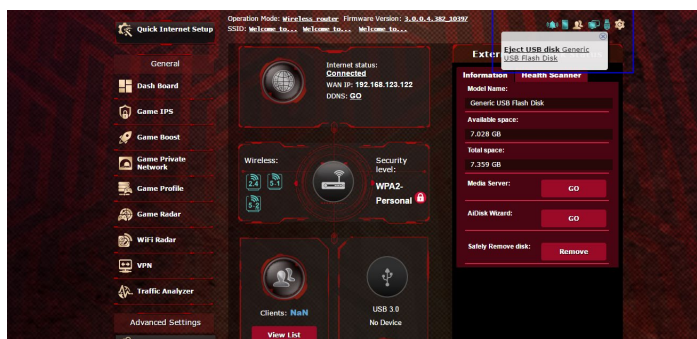 Operation Mode: Wireless router Firmware Version: 3.0.0.4.382_10397
SSID: Welcome to... Welcome to... Welcome to...
Quick Internet Setup
General
Dash Board
Game IPS
Game Boost
Game Private
Network
Game Profile
Game Radar
WiFi Radar
VPN
Traffic Analyzer
Advanced Settings
Internet status:
Connected
WAN IP: 192.168.123.122
DDNS: GO
Wireless:
2.4
5-1
5-2
Security
level:
WPA2-
Personal
Clients: NaN
View List
USB 3.0
No Device
Eject USB disk Generic
USB Flash Disk
Information
Health Scanner
Model Name:
Generic USB Flash Disk
Available space:
7.028 GB
Total space:
7.359 GB
Media Server:
GO
AiDisk Wizard:
GO
Safely Remove disk:
Remove